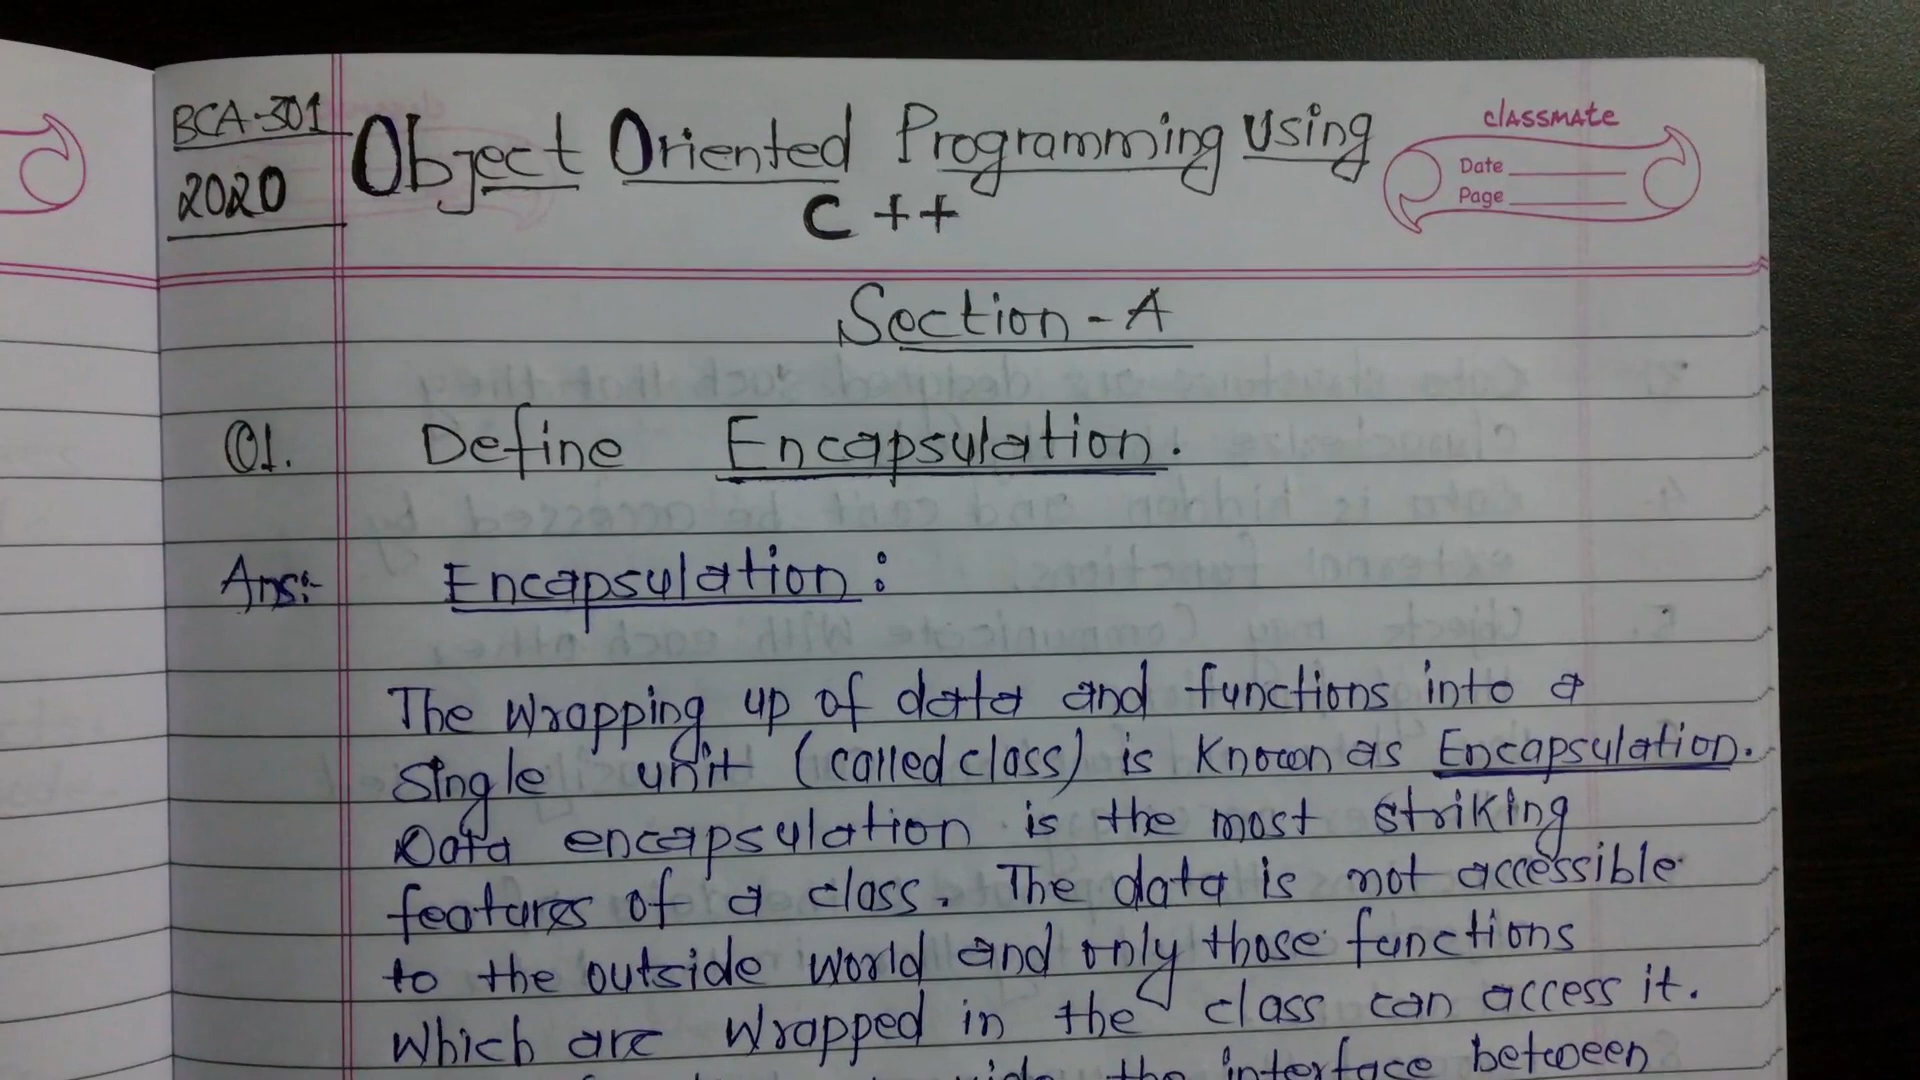 BCA-301
2020
Object Oriented Programming Using
C++
classmate
Date
Page
Section-A
Q1. Define Encapsulation.
Ans:- Encapsulation:
The wrapping up of data and functions into a
single unit (called class) is known as Encapsulation.
Data encapsulation is the most striking
features of a class. The data is not accessible
to the outside world and only those functions
which are wrapped in the class can access it.
the interface between